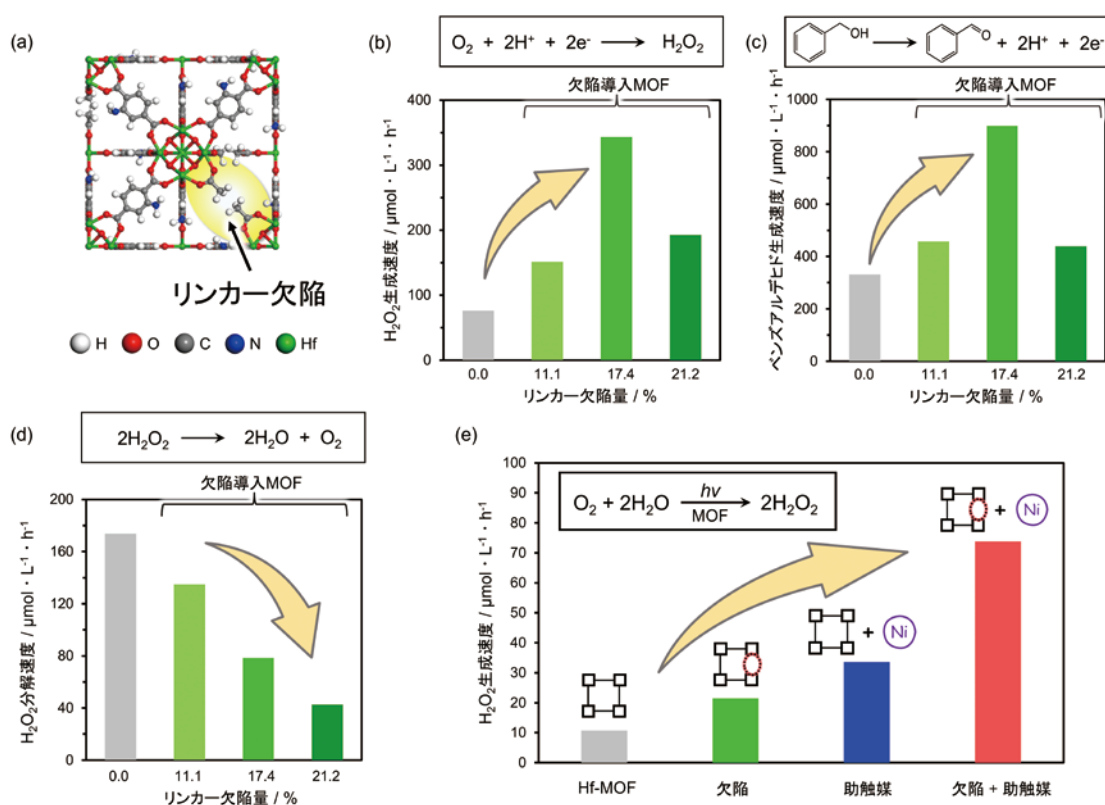 (a)
リンカー欠陥
H O C N Hf
(b)
O₂ + 2H⁺ + 2e⁻ → H₂O₂
欠陥導入MOF
H₂O₂生成速度 / μmol・L⁻¹・h⁻¹
400
300
200
100
0
0.0 11.1 17.4 21.2
リンカー欠陥量 / %
(c)
OH → O + 2H⁺ + 2e⁻
欠陥導入MOF
ベンズアルデヒド生成速度 / μmol・L⁻¹・h⁻¹
1000
800
600
400
200
0
0.0 11.1 17.4 21.2
リンカー欠陥量 / %
(d)
2H₂O₂ → 2H₂O + O₂
欠陥導入MOF
H₂O₂分解速度 / μmol・L⁻¹・h⁻¹
200
160
120
80
40
0
0.0 11.1 17.4 21.2
リンカー欠陥量 / %
(e)
O₂ + 2H₂O hν → 2H₂O₂
MOF
H₂O₂生成速度 / μmol・L⁻¹・h⁻¹
100
90
80
70
60
50
40
30
20
10
0
+ Ni
+ Ni
Hf-MOF 欠陥 助触媒 欠陥 + 助触媒